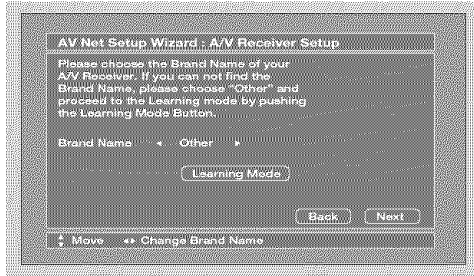 AV Net Setup Wizard : A/V Receiver Setup
Please choose the Brand Name of your
A/V Receiver. If you can not find the
Brand Name, please choose "Other" and
proceed to the Learning mode by pushing
the Learning Mode Button.
Brand Name ◂ Other ▸
Learning Mode
Back Next
Move ◂▸ Change Brand Name